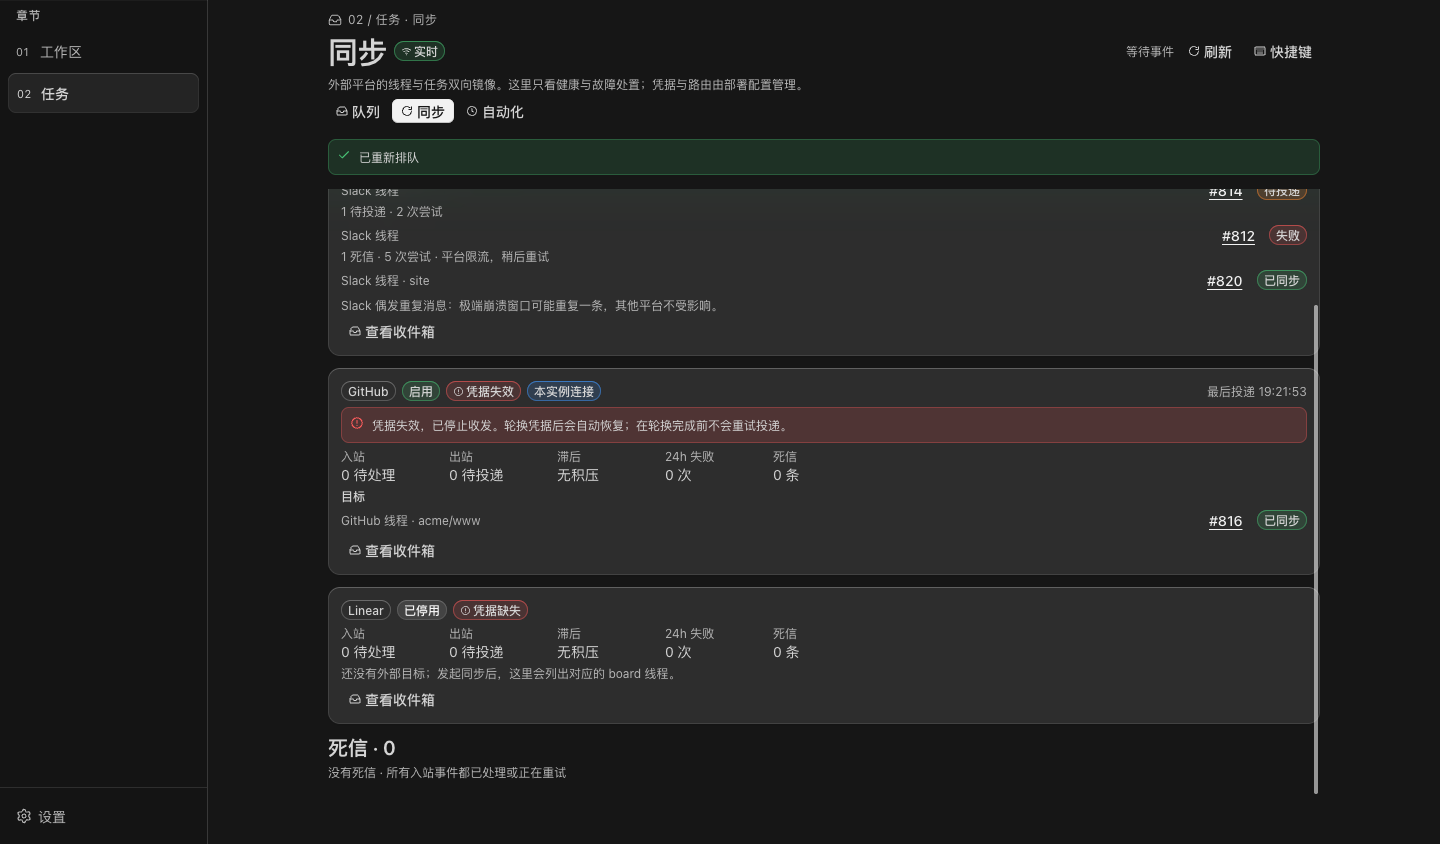 章节
01 工作区
02 任务
设置
02 / 任务 · 同步
同步 实时
等待事件 刷新 快捷键
外部平台的线程与任务双向镜像。这里只看健康与故障处置；凭据与路由由部署配置管理。
队列 同步 自动化
已重新排队
Slack 线程 #814 待投递
1 待投递 · 2 次尝试
Slack 线程 #812 失败
1 死信 · 5 次尝试 · 平台限流，稍后重试
Slack 线程 · site #820 已同步
Slack 偶发重复消息：极端崩溃窗口可能重复一条，其他平台不受影响。
查看收件箱
GitHub 启用 凭据失效 本实例连接 最后投递 19:21:53
凭据失效，已停止收发。轮换凭据后会自动恢复；在轮换完成前不会重试投递。
入站 出站 滞后 24h 失败 死信
0 待处理 0 待投递 无积压 0 次 0 条
目标
GitHub 线程 · acme/www #816 已同步
查看收件箱
Linear 已停用 凭据缺失
入站 出站 滞后 24h 失败 死信
0 待处理 0 待投递 无积压 0 次 0 条
还没有外部目标；发起同步后，这里会列出对应的 board 线程。
查看收件箱
死信 · 0
没有死信 · 所有入站事件都已处理或正在重试